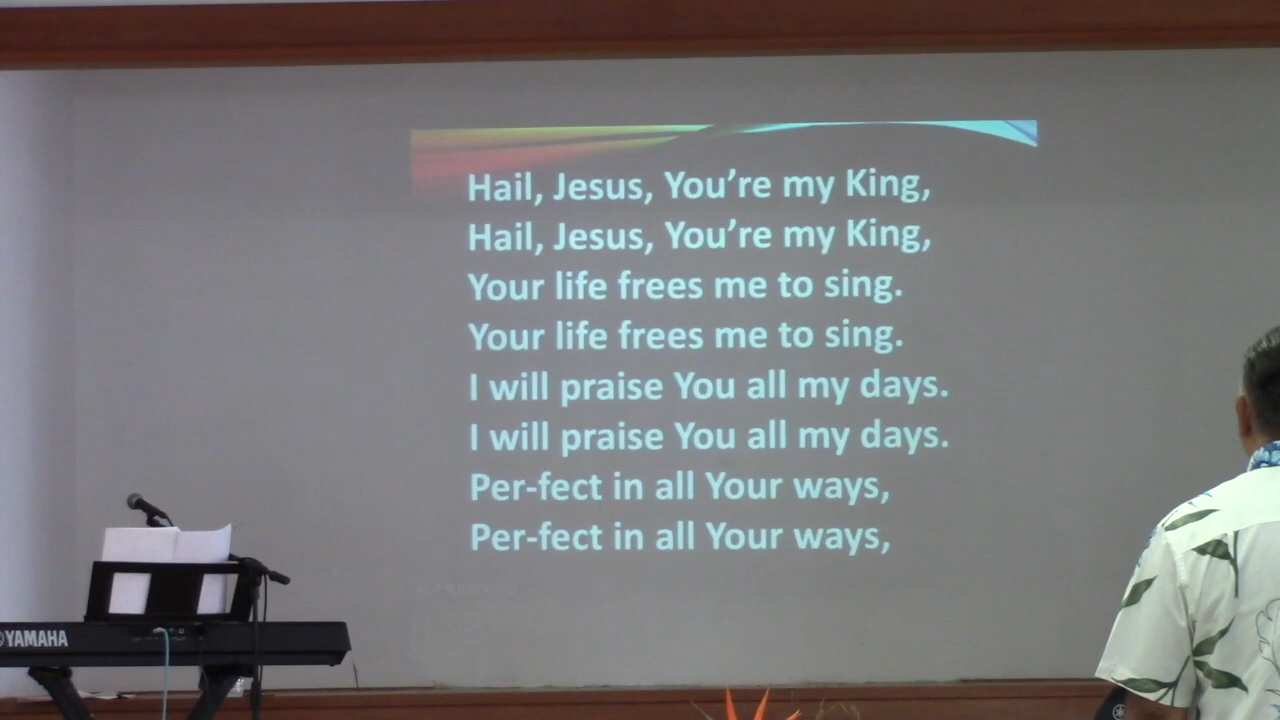 Hail, Jesus, You're my King,
Hail, Jesus, You're my King,
Your life frees me to sing.
Your life frees me to sing.
I will praise You all my days.
I will praise You all my days.
Per-fect in all Your ways,
Per-fect in all Your ways,
YAMAHA